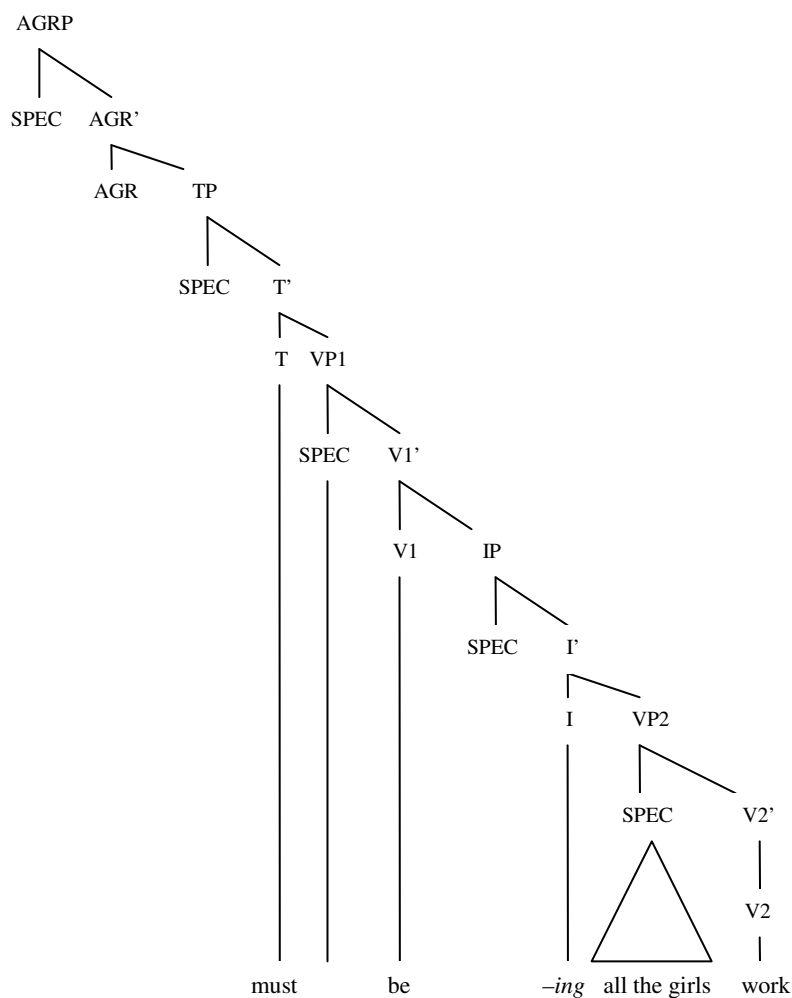 AGRP
SPEC AGR’
AGR TP
SPEC T’
T VP1
SPEC V1’
V1 IP
SPEC I’
I VP2
SPEC V2’
V2
must be –ing all the girls work